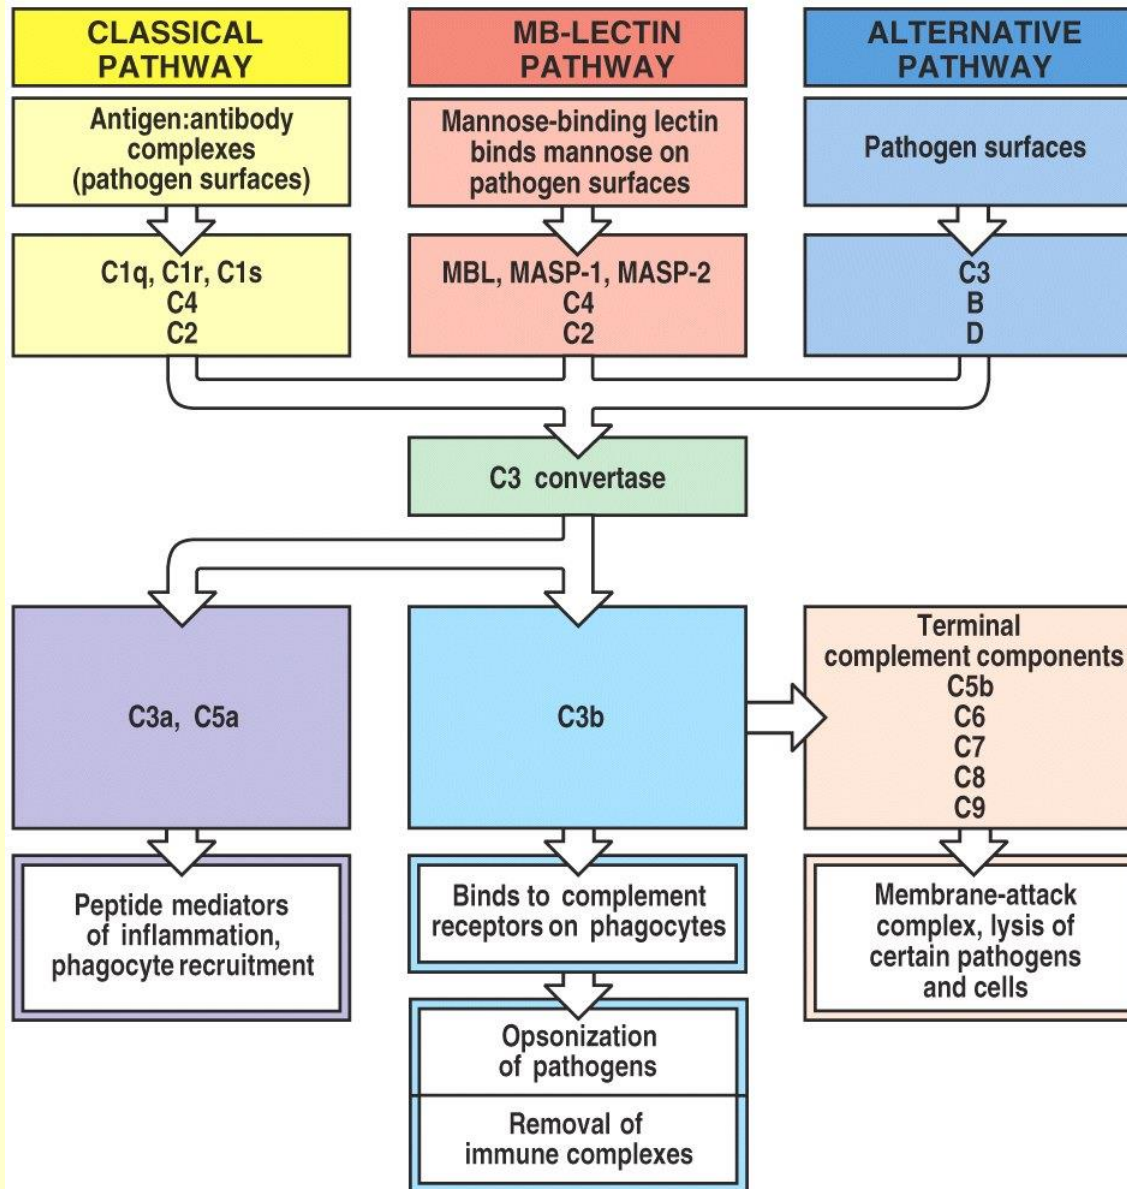 CLASSICAL
PATHWAY
Antigen:antibody
complexes
(pathogen surfaces)
C1q, C1r, C1s
C4
C2
MB-LECTIN
PATHWAY
Mannose-binding lectin
binds mannose on
pathogen surfaces
MBL, MASP-1, MASP-2
C4
C2
ALTERNATIVE
PATHWAY
Pathogen surfaces
C3
B
D
C3 convertase
C3a, C5a
Peptide mediators
of inflammation,
phagocyte recruitment
C3b
Binds to complement
receptors on phagocytes
Opsonization
of pathogens
Removal of
immune complexes
Terminal
complement components
C5b
C6
C7
C8
C9
Membrane-attack
complex, lysis of
certain pathogens
and cells